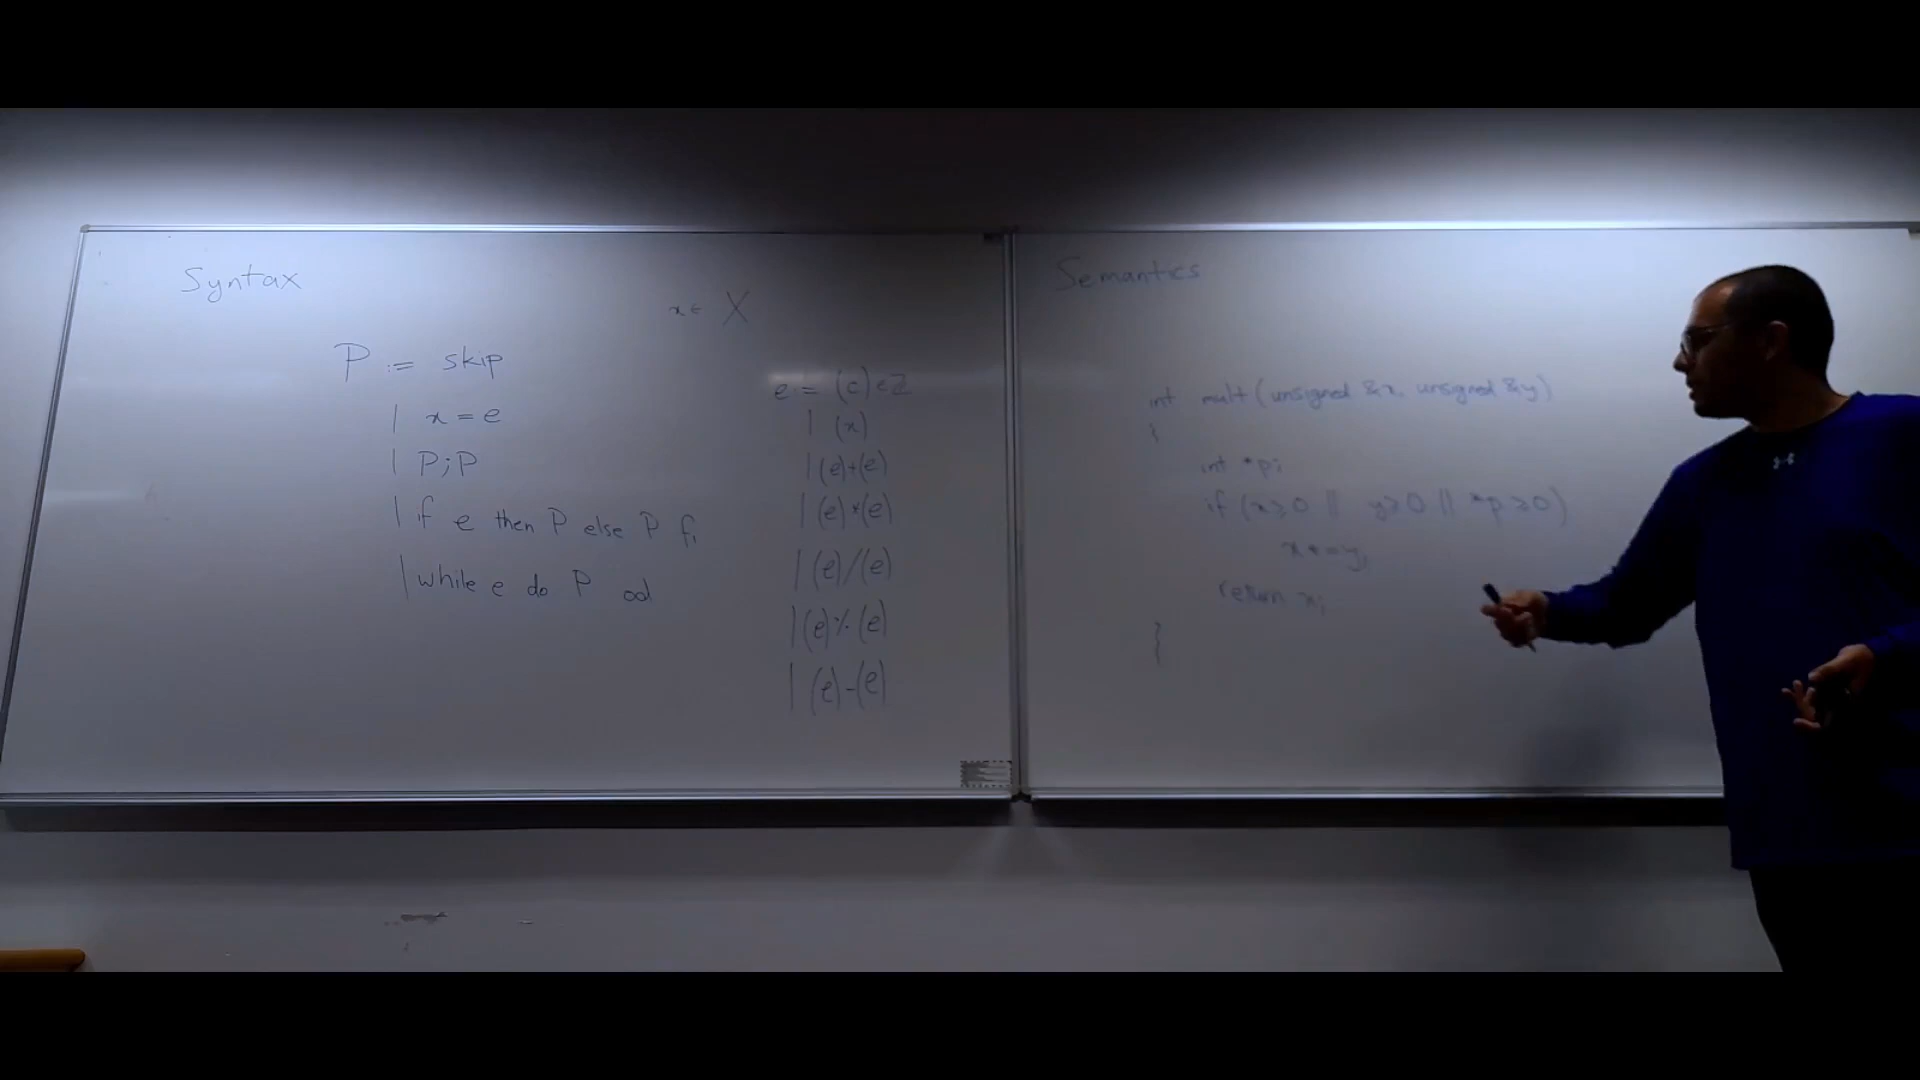 Syntax
x ∈ X
P := skip
| x = e
| P;P
| if e then P else P fi
| while e do P od
e := (c) ∈ Z
| (x)
| (e)+(e)
| (e)*(e)
| (e)/(e)
| (e)%(e)
| (e)-(e)
Semantics
int mult (unsigned &x, unsigned &y)
{
int *p;
if (x≥0 || y≥0 || *p≥0)
x*=y;
return x;
}